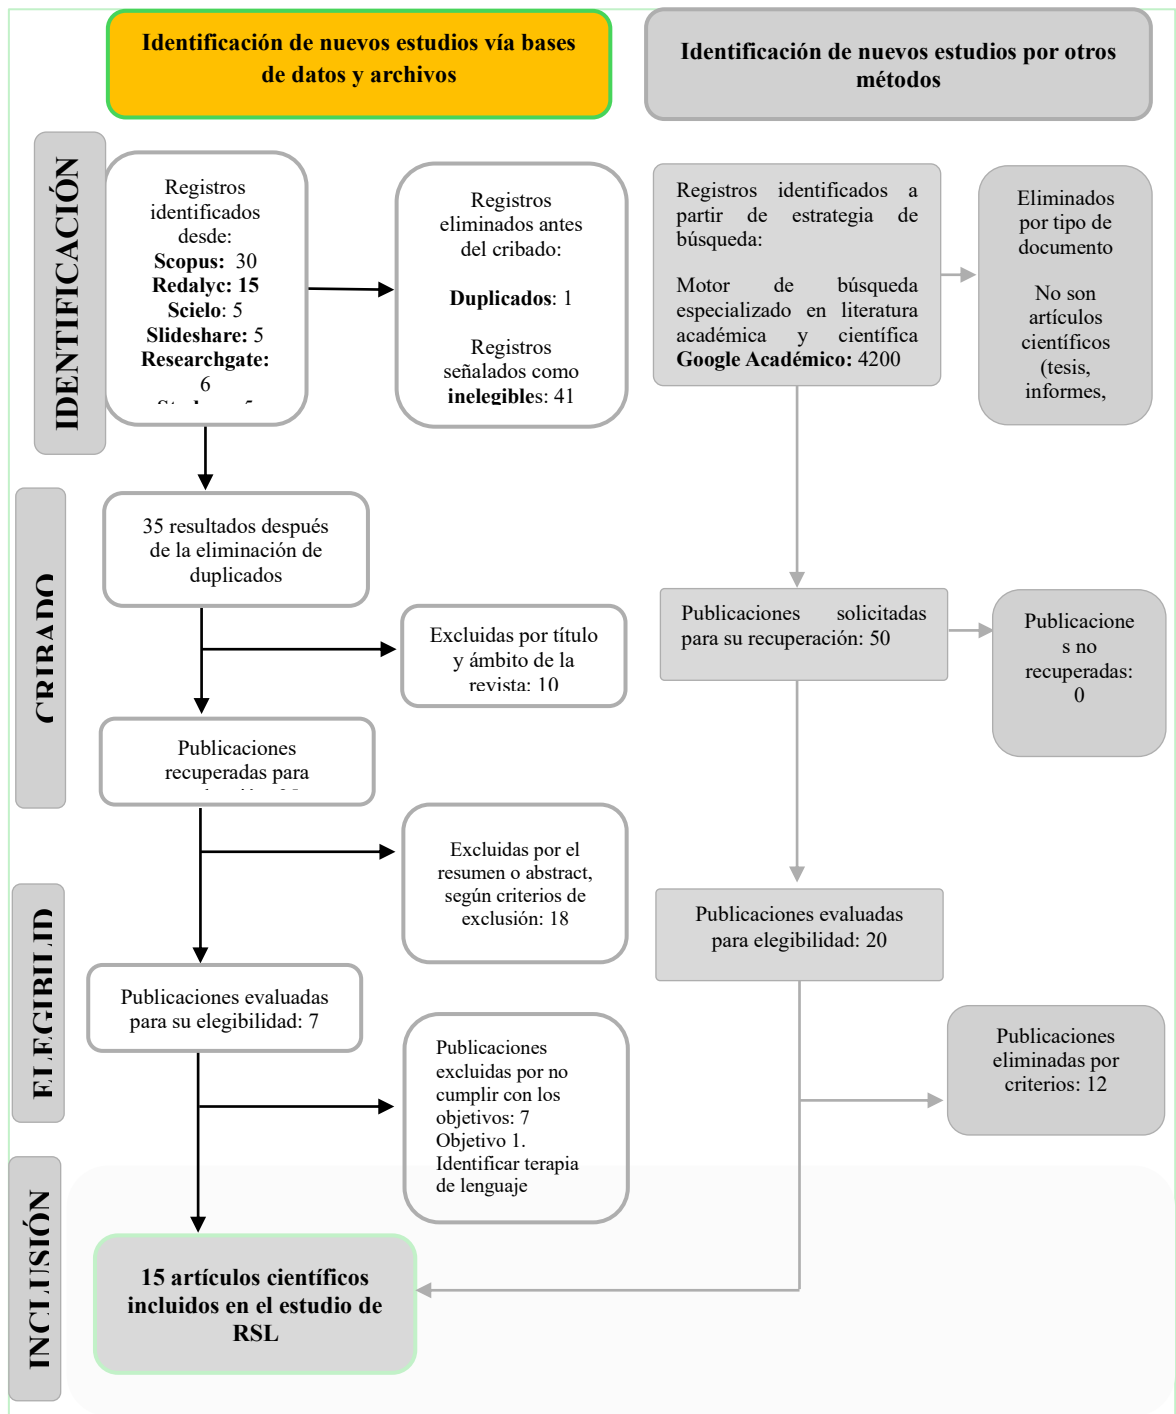 Identificación de nuevos estudios vía bases
de datos y archivos
Identificación de nuevos estudios por otros
métodos
IDENTIFICACIÓN
Registros
identificados
desde:
Scopus: 30
Redalyc: 15
Scielo: 5
Slideshare: 5
Researchgate:
6
Registros
eliminados antes
del cribado:
Duplicados: 1
Registros
señalados como
inelegibles: 41
Registros identificados a
partir de estrategia de
búsqueda:
Motor de búsqueda
especializado en literatura
académica y científica
Google Académico: 4200
Eliminados
por tipo de
documento
No son
artículos
científicos
(tesis,
informes,
CRIBADO
35 resultados después
de la eliminación de
duplicados
Excluidas por título
y ámbito de la
revista: 10
Publicaciones
recuperadas para
Publicaciones solicitadas
para su recuperación: 50
Publicacione
s no
recuperadas:
0
ELEGIBILID
Excluidas por el
resumen o abstract,
según criterios de
exclusión: 18
Publicaciones evaluadas
para su elegibilidad: 7
Publicaciones
excluidas por no
cumplir con los
objetivos: 7
Objetivo 1.
Identificar terapia
de lenguaje
Publicaciones evaluadas
para elegibilidad: 20
Publicaciones
eliminadas por
criterios: 12
INCLUSIÓN
15 artículos científicos
incluidos en el estudio de
RSL